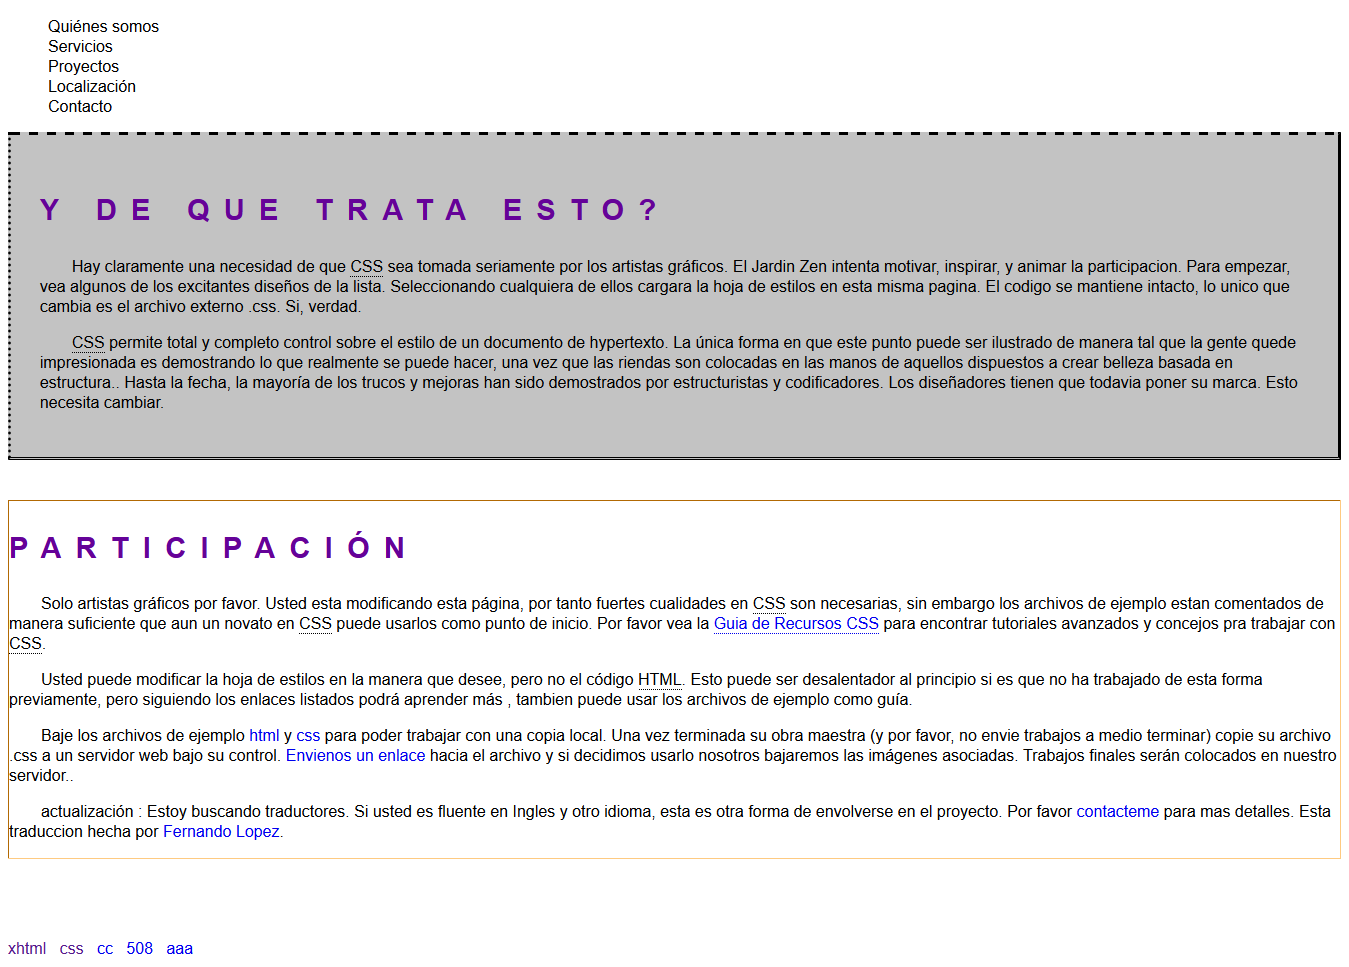 Quiénes somos
Servicios
Proyectos
Localización
Contacto
Y DE QUE TRATA ESTO?
Hay claramente una necesidad de que CSS sea tomada seriamente por los artistas gráficos. El Jardin Zen intenta motivar, inspirar, y animar la participacion. Para empezar,
vea algunos de los excitantes diseños de la lista. Seleccionando cualquiera de ellos cargara la hoja de estilos en esta misma pagina. El codigo se mantiene intacto, lo unico que
cambia es el archivo externo .css. Si, verdad.
CSS permite total y completo control sobre el estilo de un documento de hypertexto. La única forma en que este punto puede ser ilustrado de manera tal que la gente quede
impresionada es demostrando lo que realmente se puede hacer, una vez que las riendas son colocadas en las manos de aquellos dispuestos a crear belleza basada en
estructura.. Hasta la fecha, la mayoría de los trucos y mejoras han sido demostrados por estructuristas y codificadores. Los diseñadores tienen que todavia poner su marca. Esto
necesita cambiar.
PARTICIPACIÓN
Solo artistas gráficos por favor. Usted esta modificando esta página, por tanto fuertes cualidades en CSS son necesarias, sin embargo los archivos de ejemplo estan comentados de
manera suficiente que aun un novato en CSS puede usarlos como punto de inicio. Por favor vea la Guia de Recursos CSS para encontrar tutoriales avanzados y concejos pra trabajar con
CSS.
Usted puede modificar la hoja de estilos en la manera que desee, pero no el código HTML. Esto puede ser desalentador al principio si es que no ha trabajado de esta forma
previamente, pero siguiendo los enlaces listados podrá aprender más , tambien puede usar los archivos de ejemplo como guía.
Baje los archivos de ejemplo html y css para poder trabajar con una copia local. Una vez terminada su obra maestra (y por favor, no envie trabajos a medio terminar) copie su archivo
.css a un servidor web bajo su control. Envienos un enlace hacia el archivo y si decidimos usarlo nosotros bajaremos las imágenes asociadas. Trabajos finales serán colocados en nuestro
servidor..
actualización : Estoy buscando traductores. Si usted es fluente en Ingles y otro idioma, esta es otra forma de envolverse en el proyecto. Por favor contacteme para mas detalles. Esta
traduccion hecha por Fernando Lopez.
xhtml css cc 508 aaa